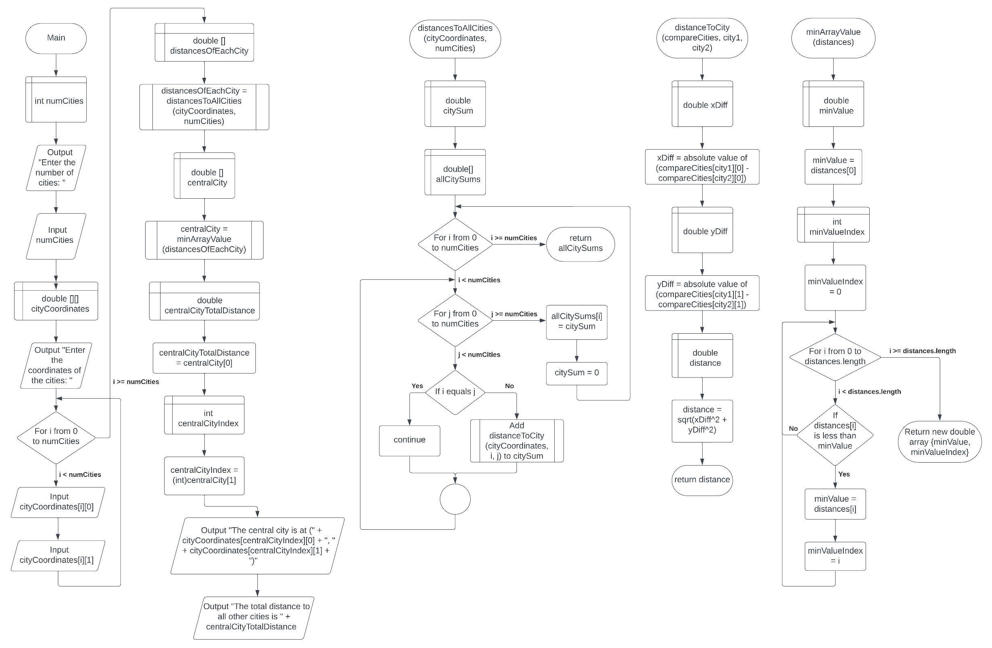 Main
int numCities
Output
"Enter the
number of
cities: "
Input
numCities
double [][]
cityCoordinates
Output "Enter
the
coordinates of
the cities: "
i >= numCities
For i from 0
to numCities
i < numCities
Input
cityCoordinates[i][0]
Input
cityCoordinates[i][1]
double []
distancesOfEachCity
distancesOfEachCity =
distancesToAllCities
(cityCoordinates,
numCities)
double []
centralCity
centralCity =
minArrayValue
(distancesOfEachCity)
double
centralCityTotalDistance
centralCityTotalDistance
= centralCity[0]
int
centralCityIndex
centralCityIndex =
(int)centralCity[1]
Output "The central city is at (" +
cityCoordinates[centralCityIndex][0] + ", "
+ cityCoordinates[centralCityIndex][1] +
")"
Output "The total distance to
all other cities is " +
centralCityTotalDistance
distancesToAllCities
(cityCoordinates,
numCities)
double
citySum
double[]
allCitySums
For i from 0
to numCities
i >= numCities
return
allCitySums
i < numCities
For j from 0
to numCities
j >= numCities
allCitySums[i]
= citySum
citySum = 0
j < numCities
If i equals j
Yes
No
continue
Add
distanceToCity
(cityCoordinates,
i, j) to citySum
distanceToCity
(compareCities, city1,
city2)
double xDiff
xDiff = absolute value of
(compareCities[city1][0] -
compareCities[city2][0])
double yDiff
yDiff = absolute value of
(compareCities[city1][1] -
compareCities[city2][1])
double
distance
distance =
sqrt(xDiff^2 +
yDiff^2)
return distance
minArrayValue
(distances)
double
minValue
minValue =
distances[0]
int
minValueIndex
minValueIndex
= 0
For i from 0 to
distances.length
i >= distances.length
i < distances.length
If
distances[i]
is less than
minValue
No
Yes
Return new double
array {minValue,
minValueIndex}
minValue =
distances[i]
minValueIndex
= i